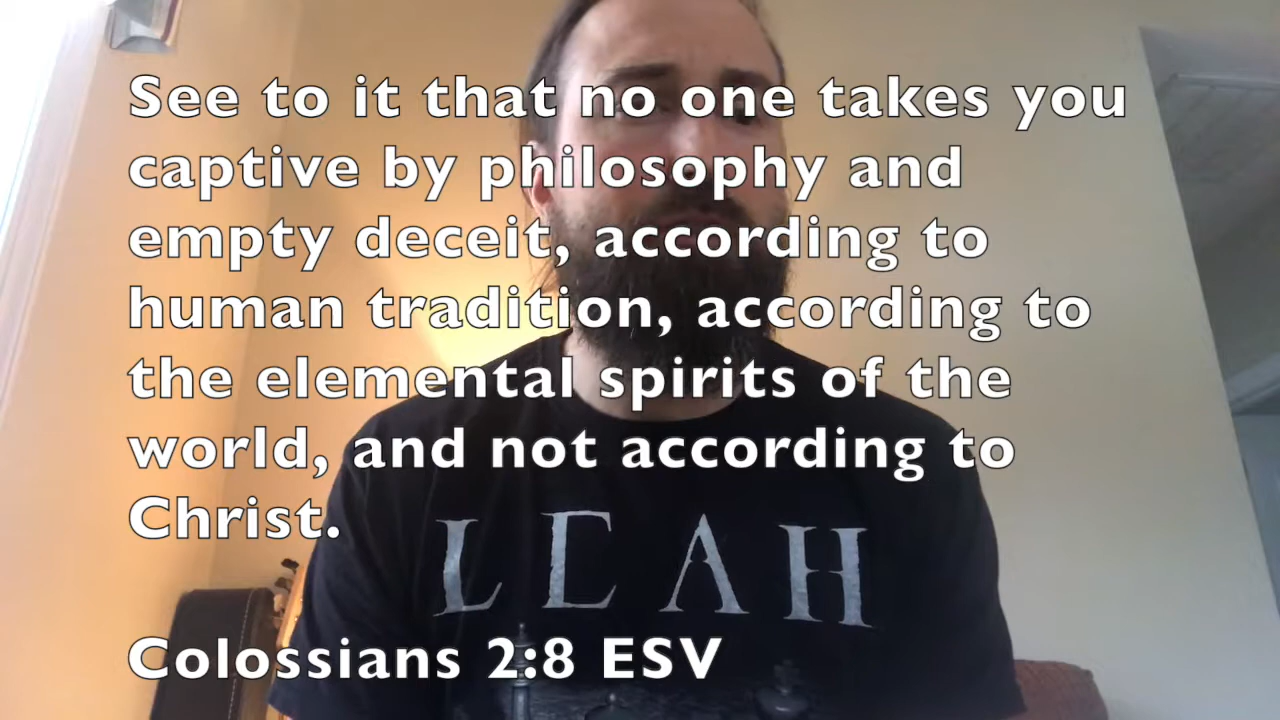 See to it that no one takes you
captive by philosophy and
empty deceit, according to
human tradition, according to
the elemental spirits of the
world, and not according to
Christ.
LEAH
Colossians 2:8 ESV